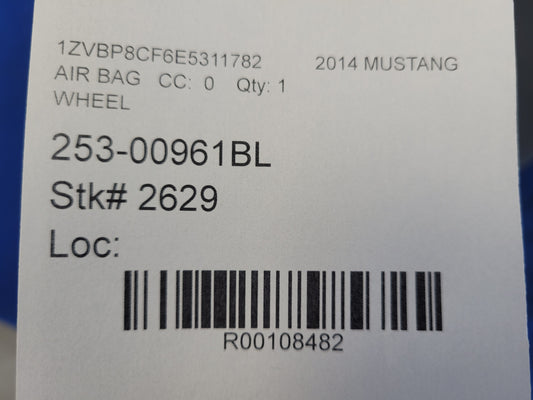 1ZVBP8CF6E5311782 2014 MUSTANG
AIR BAG CC: 0 Qty: 1
WHEEL
253-00961BL
Stk# 2629
Loc:
R00108482